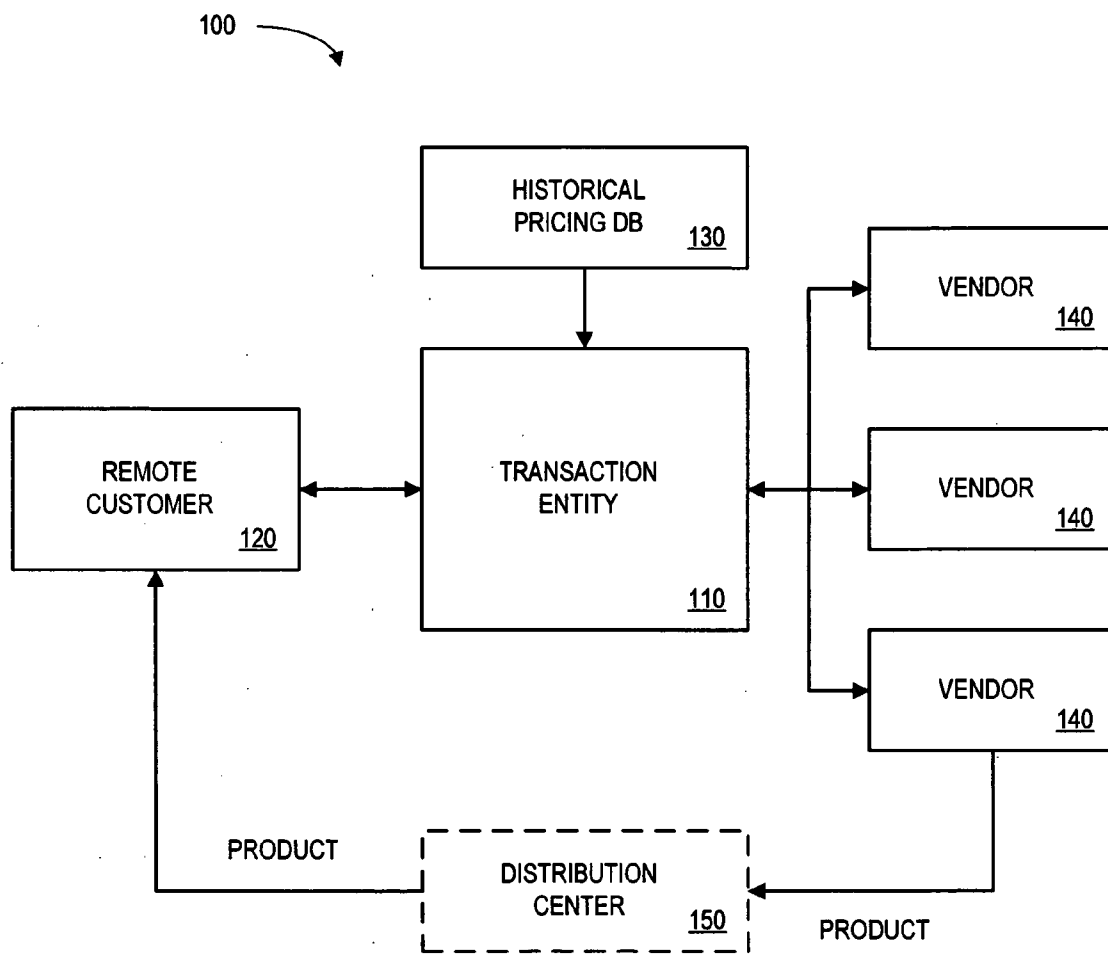 100
HISTORICAL
PRICING DB
130
VENDOR
140
REMOTE
CUSTOMER
120
TRANSACTION
ENTITY
110
VENDOR
140
VENDOR
140
PRODUCT
DISTRIBUTION
CENTER
150
PRODUCT